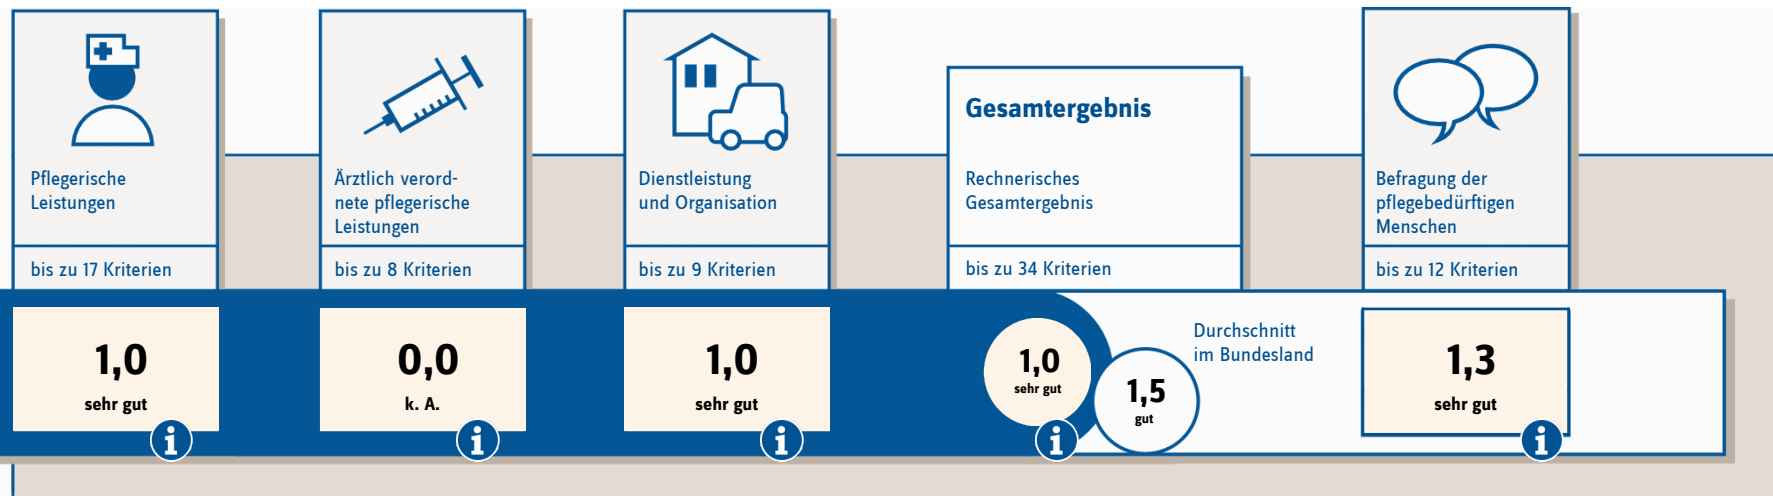 Pflegerische
Leistungen
bis zu 17 Kriterien
1,0
sehr gut
Ärztlich verord-
nete pflegerische
Leistungen
bis zu 8 Kriterien
0,0
k. A.
Dienstleistung
und Organisation
bis zu 9 Kriterien
1,0
sehr gut
Gesamtergebnis
Rechnerisches
Gesamtergebnis
bis zu 34 Kriterien
1,0
sehr gut
1,5
gut
Durchschnitt
im Bundesland
Befragung der
pflegebedürftigen
Menschen
bis zu 12 Kriterien
1,3
sehr gut